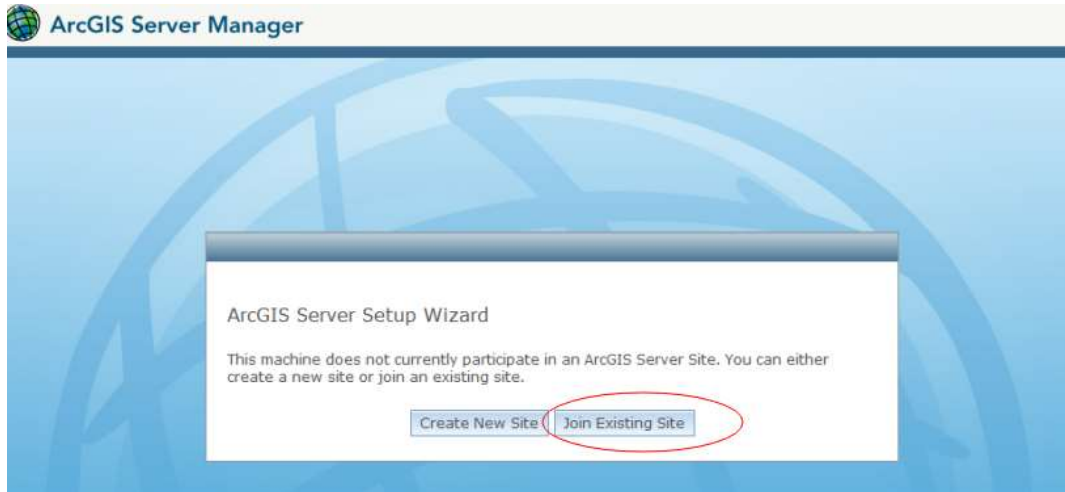 ArcGIS Server Manager
ArcGIS Server Setup Wizard
This machine does not currently participate in an ArcGIS Server Site. You can either
create a new site or join an existing site.
Create New Site Join Existing Site